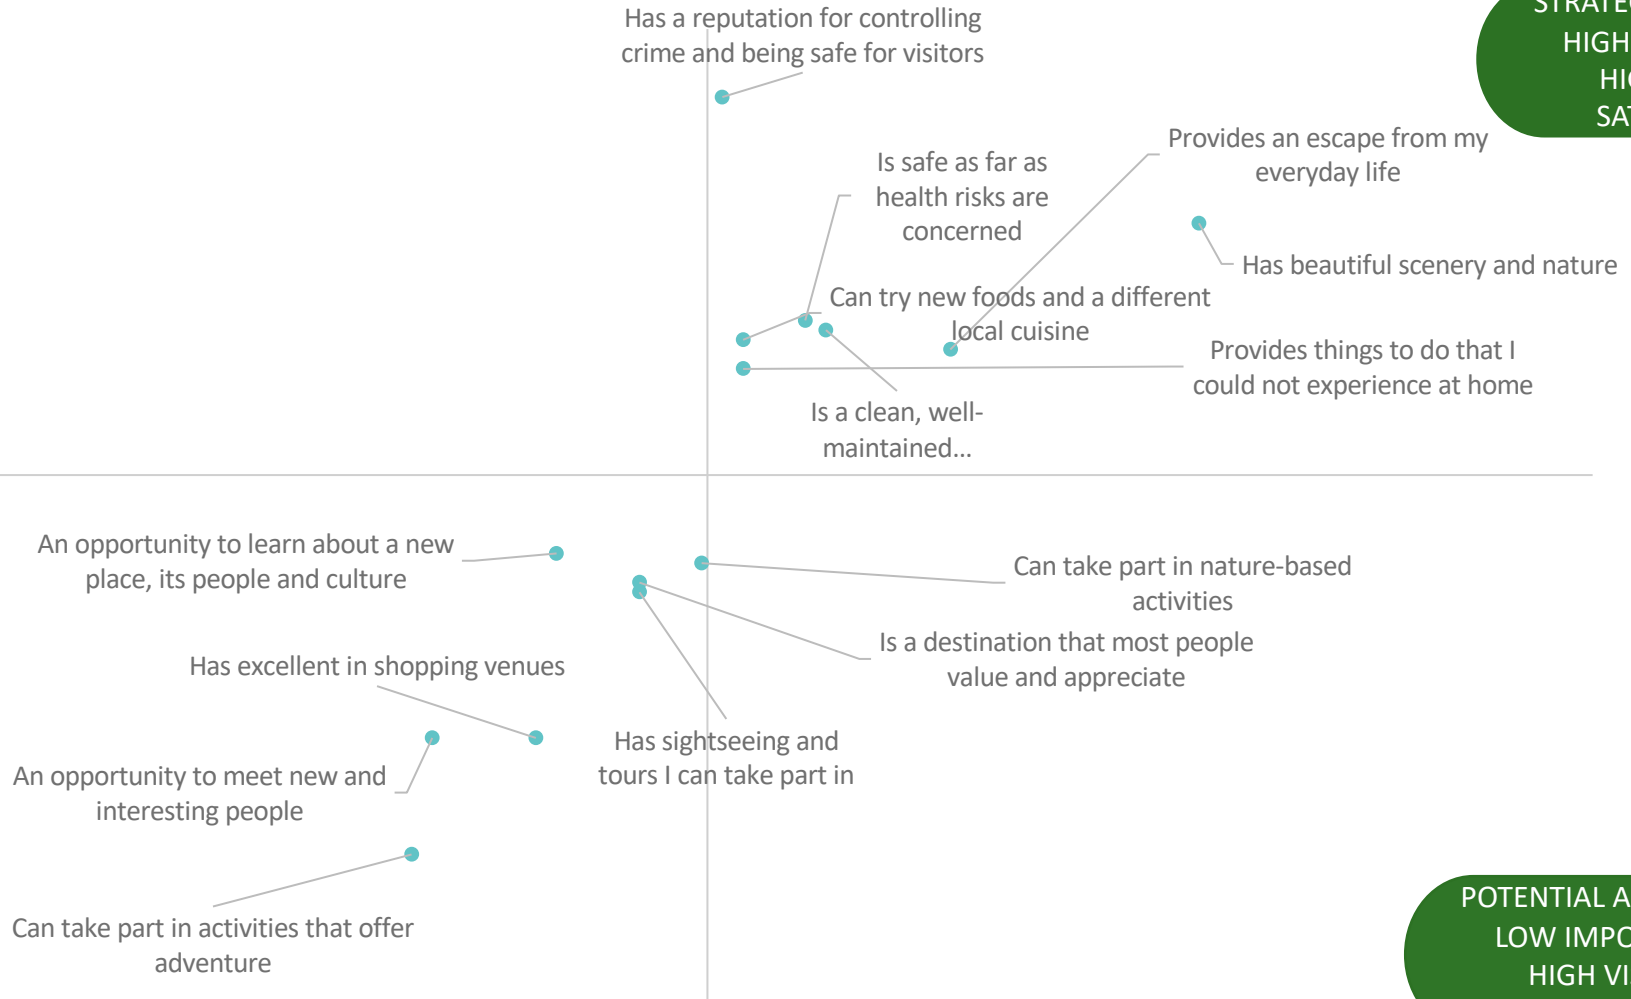 Has a reputation for controlling
crime and being safe for visitors
HIGH
Provides an escape from my
everyday life
Is safe as far as
health risks are
concerned
Has beautiful scenery and nature
Can try new foods and a different
local cuisine
Provides things to do that I
could not experience at home
Is a clean, well-
maintained...
An opportunity to learn about a new
place, its people and culture
Can take part in nature-based
activities
Is a destination that most people
value and appreciate
Has excellent in shopping venues
Has sightseeing and
tours I can take part in
An opportunity to meet new and
interesting people
Can take part in activities that offer
adventure
POTENTIAL A
LOW IMPO
HIGH VI